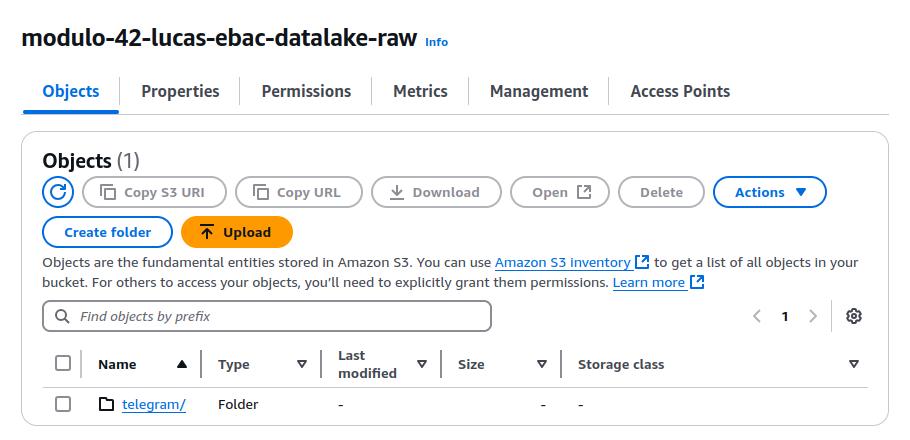 modulo-42-lucas-ebac-datalake-raw Info
Objects Properties Permissions Metrics Management Access Points
Objects (1)
Copy S3 URI Copy URL Download Open Delete Actions
Create folder Upload
Objects are the fundamental entities stored in Amazon S3. You can use Amazon S3 inventory to get a list of all objects in your
bucket. For others to access your objects, you'll need to explicitly grant them permissions. Learn more
Find objects by prefix 1
Name Type Last modified Size Storage class
telegram/ Folder - - -